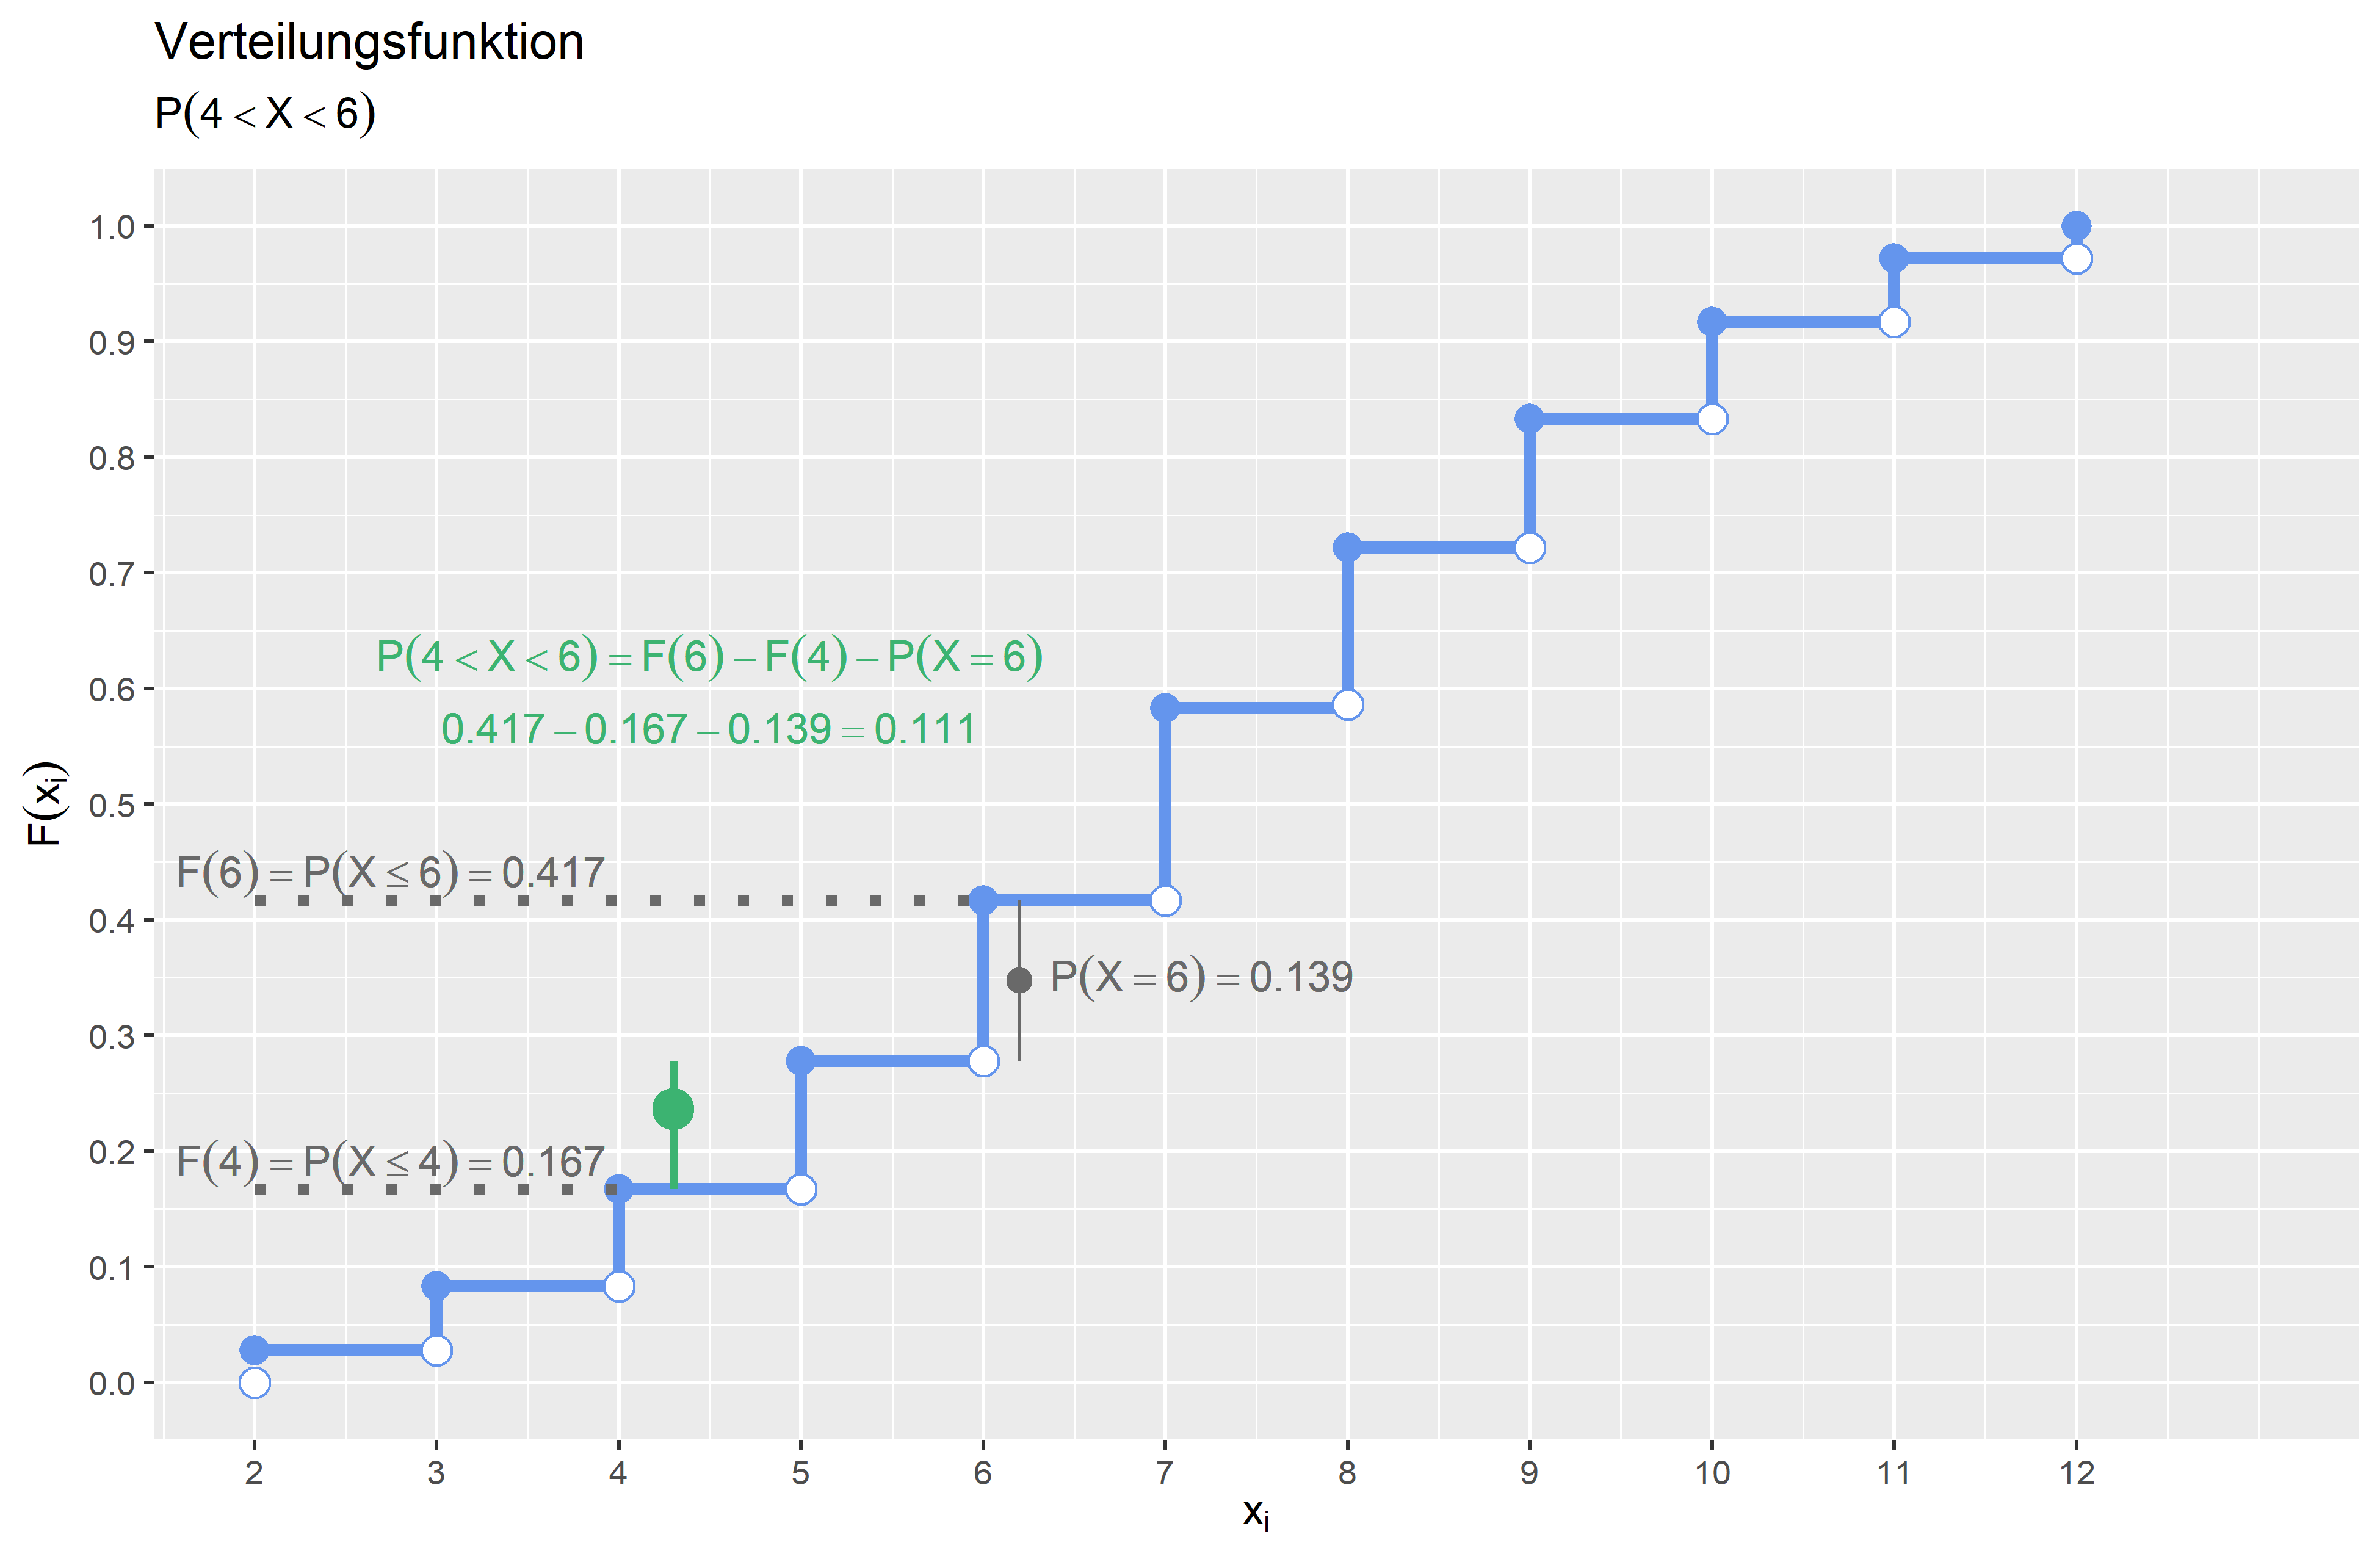 Verteilungsfunktion
P(4 < X < 6)
F(xᵢ)
1.0
0.9
0.8
0.7
0.6
0.5
0.4
0.3
0.2
0.1
0.0
P(4 < X < 6) = F(6) − F(4) − P(X = 6)
0.417 − 0.167 − 0.139 = 0.111
F(6) = P(X ≤ 6) = 0.417
P(X = 6) = 0.139
F(4) = P(X ≤ 4) = 0.167
2 3 4 5 6 7 8 9 10 11 12
xᵢ